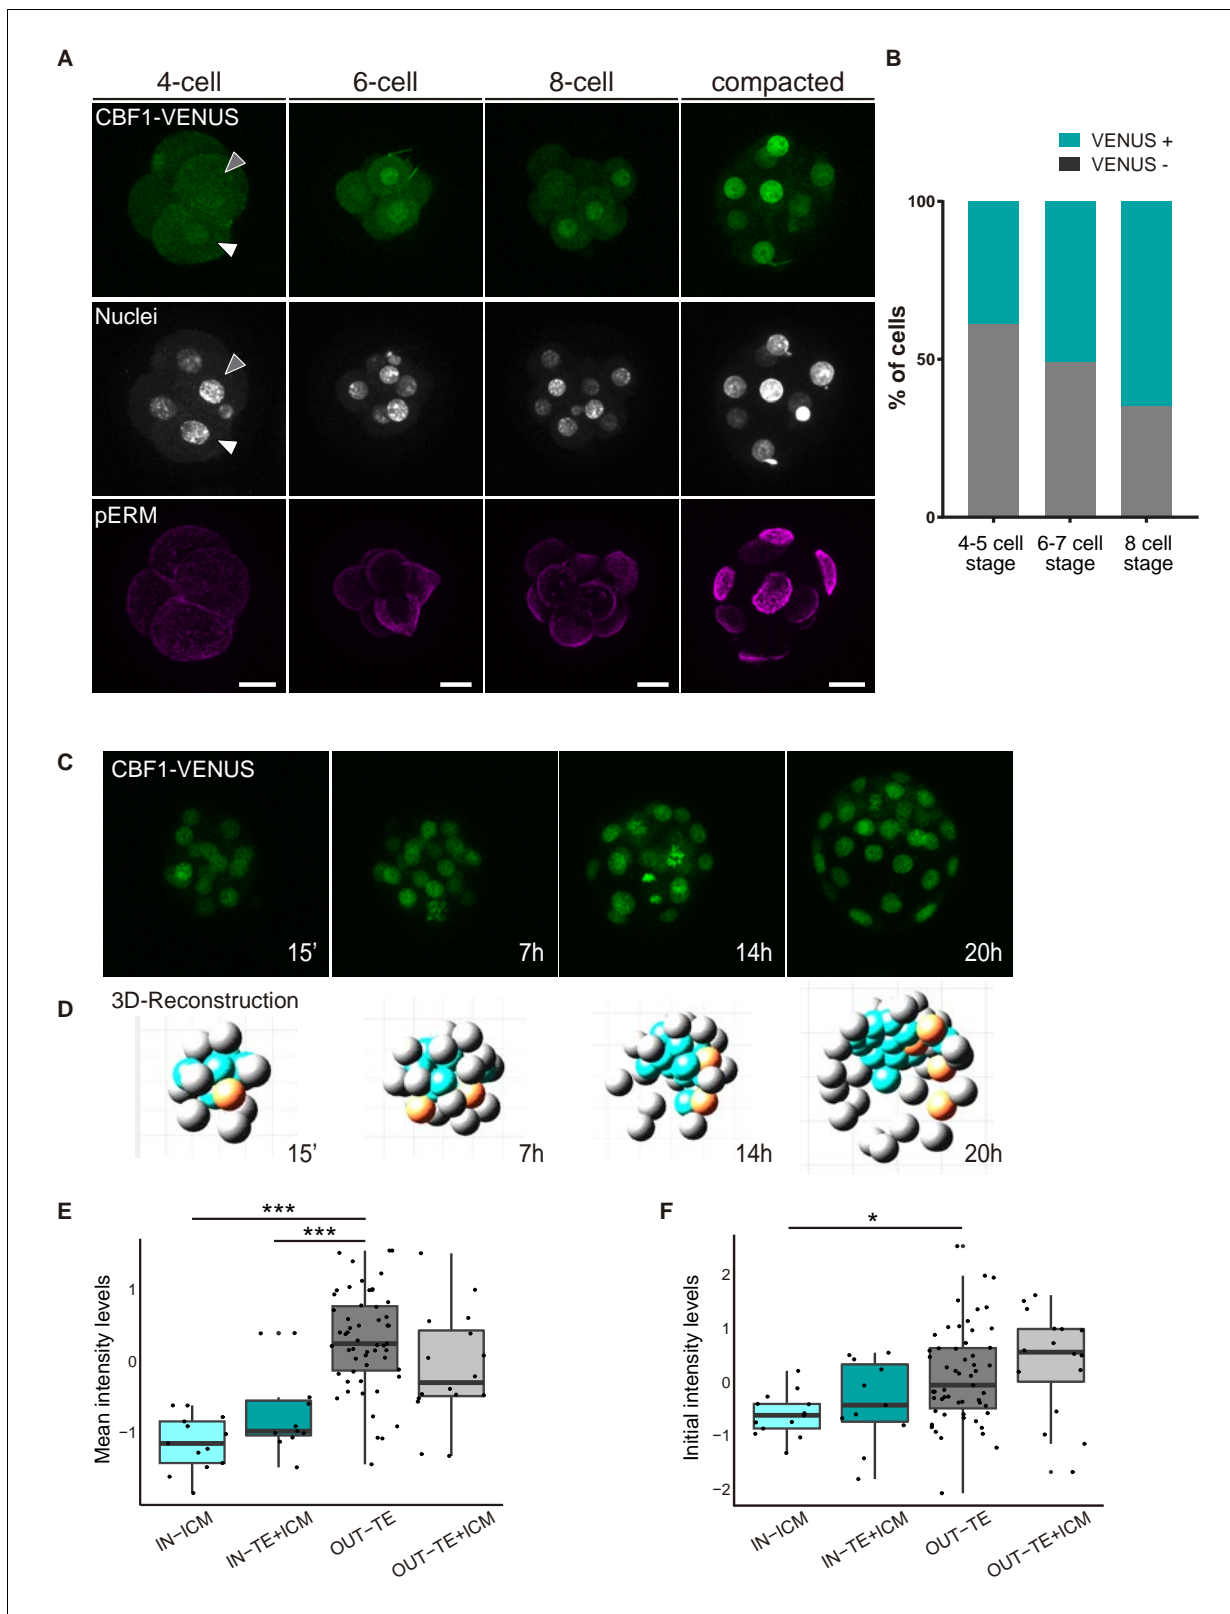 A
B
4-cell
6-cell
8-cell
compacted
CBF1-VENUS
Nuclei
pERM
VENUS +
VENUS -
100
50
0
% of cells
4-5 cell
stage
6-7 cell
stage
8 cell
stage
C
CBF1-VENUS
15’
7h
14h
20h
D
3D-Reconstruction
15’
7h
14h
20h
E
***
***
Mean intensity levels
1
0
−1
IN−ICM
IN−TE+ICM
OUT−TE
OUT−TE+ICM
F
*
Initial intensity levels
2
1
0
−1
−2
IN−ICM
IN−TE+ICM
OUT−TE
OUT−TE+ICM